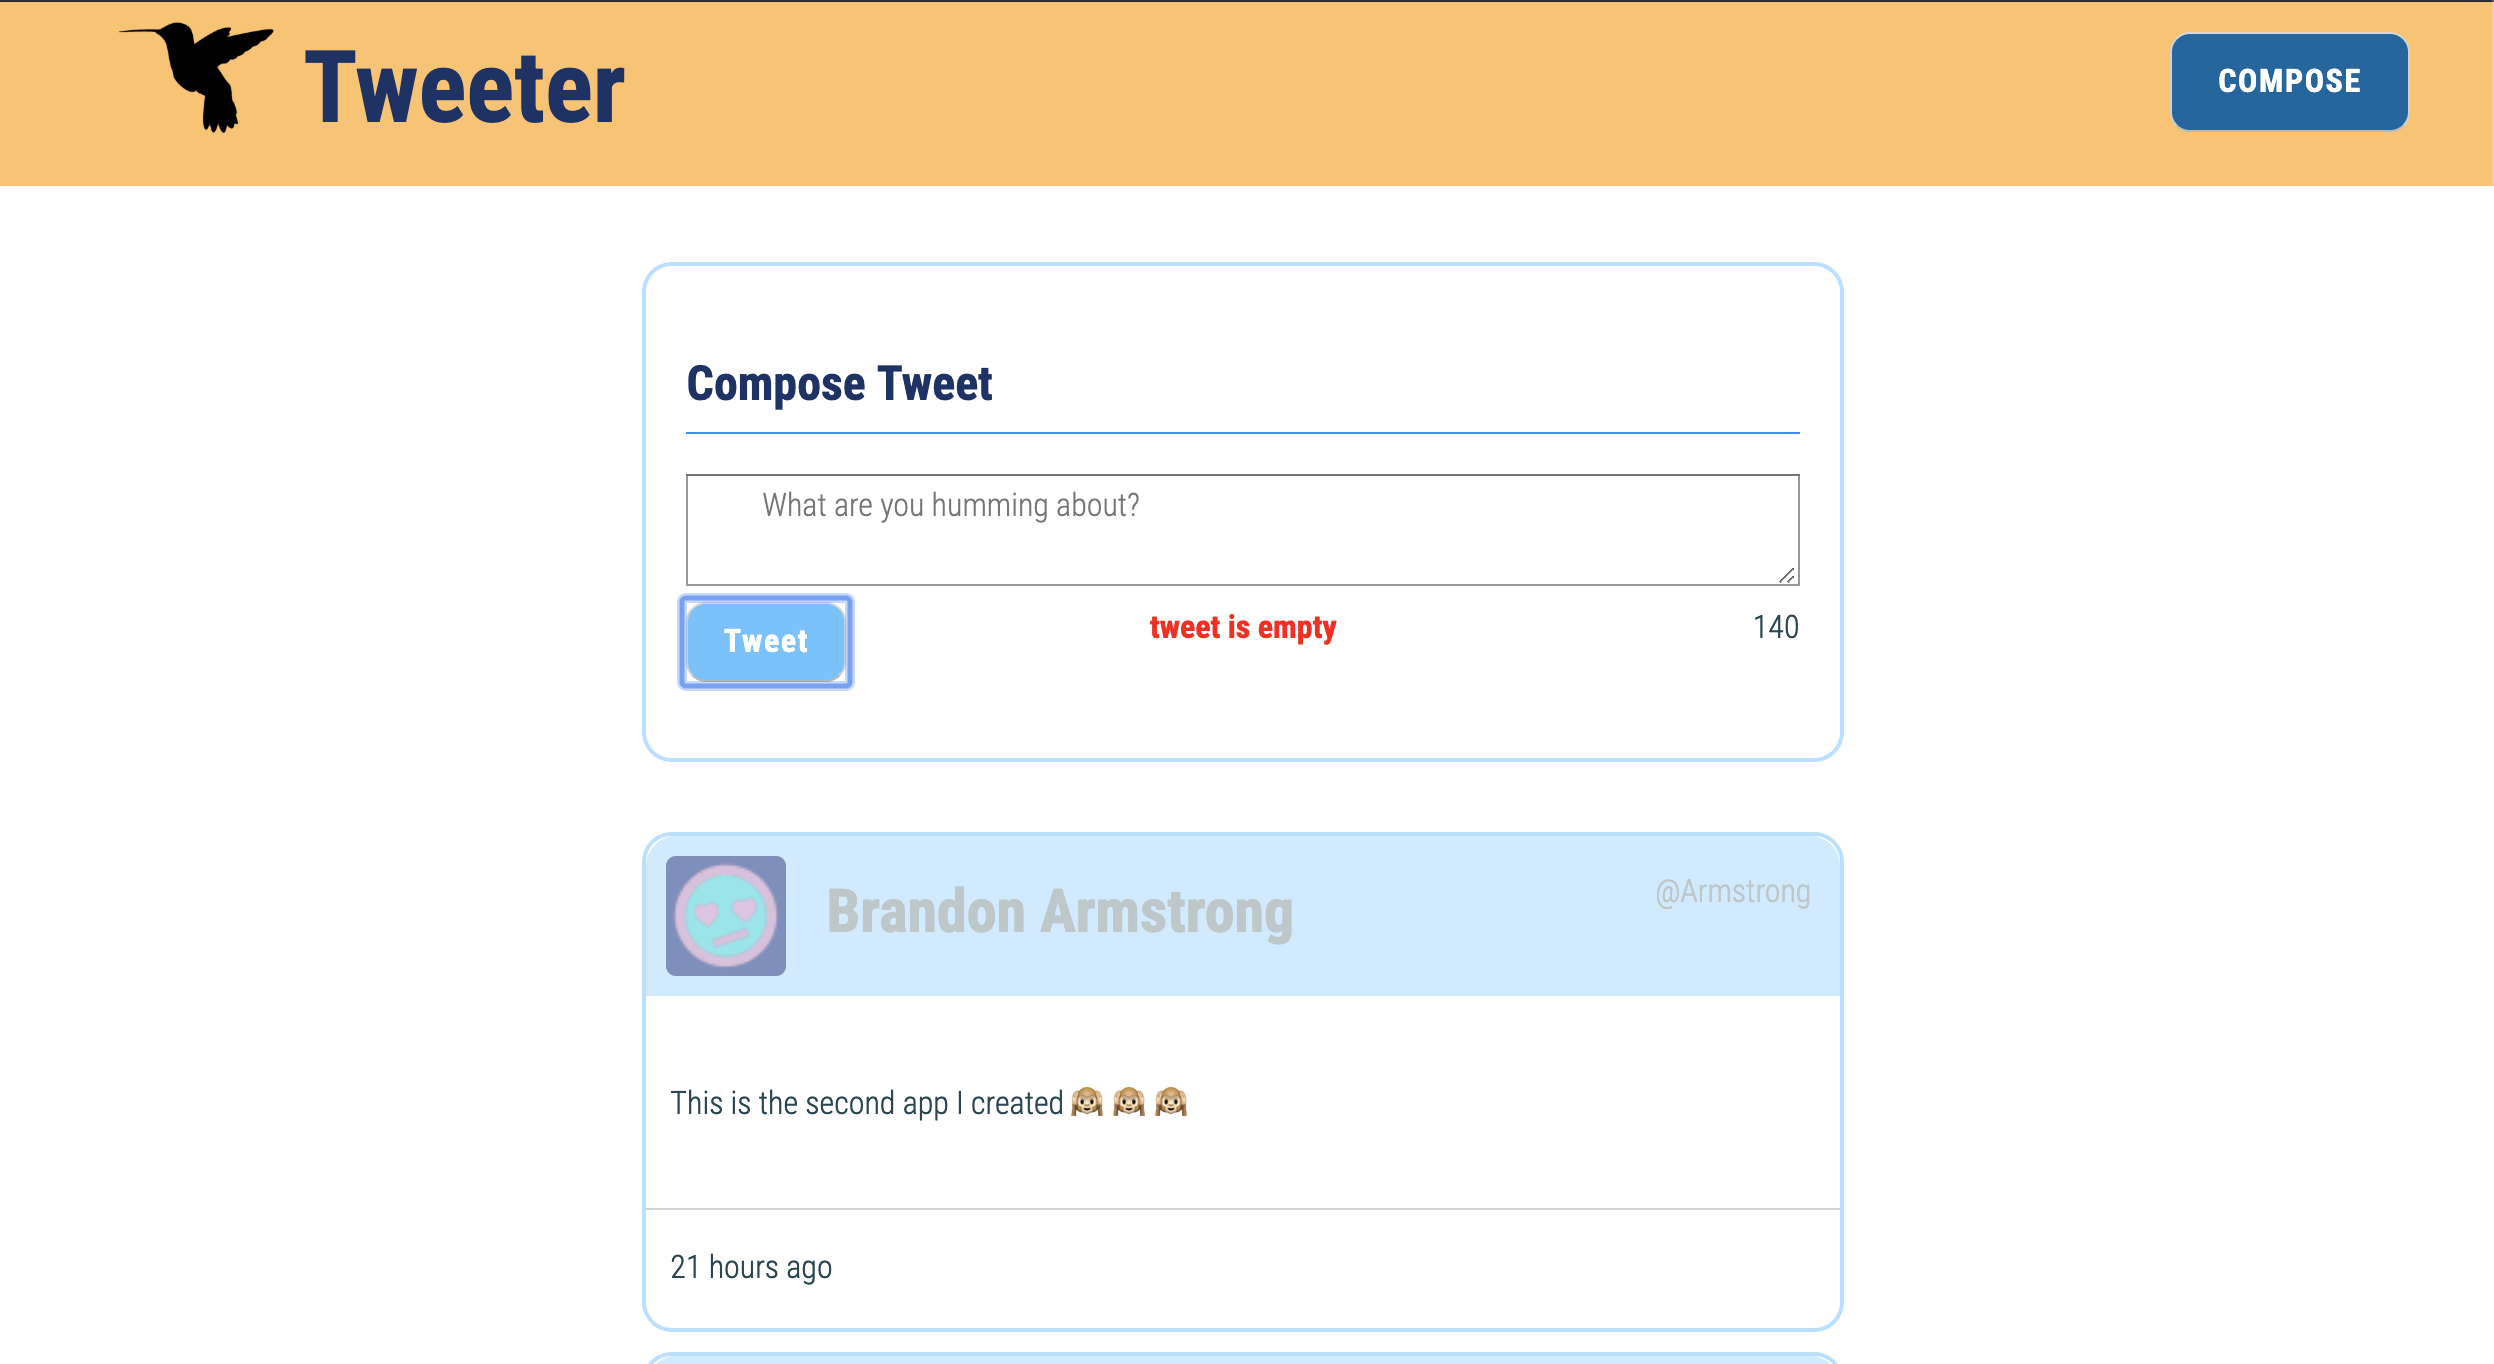 Tweeter
COMPOSE
Compose Tweet
What are you humming about?
Tweet
tweet is empty
140
Brandon Armstrong
@Armstrong
This is the second app I created 🙉 🙉 🙉
21 hours ago